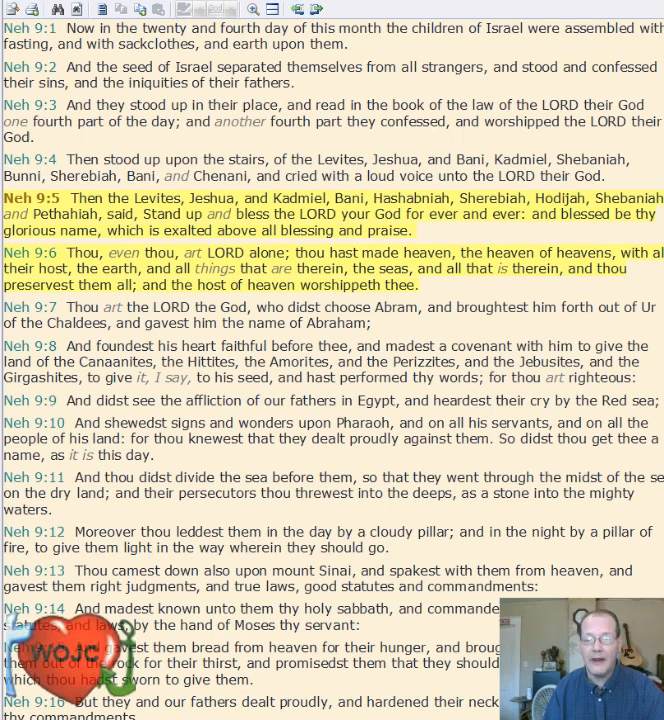 Neh 9:1 Now in the twenty and fourth day of this month the children of Israel were assembled with
fasting, and with sackclothes, and earth upon them.
Neh 9:2 And the seed of Israel separated themselves from all strangers, and stood and confessed
their sins, and the iniquities of their fathers.
Neh 9:3 And they stood up in their place, and read in the book of the law of the LORD their God
one fourth part of the day; and another fourth part they confessed, and worshipped the LORD their
God.
Neh 9:4 Then stood up upon the stairs, of the Levites, Jeshua, and Bani, Kadmiel, Shebaniah,
Bunni, Sherebiah, Bani, and Chenani, and cried with a loud voice unto the LORD their God.
Neh 9:5 Then the Levites, Jeshua, and Kadmiel, Bani, Hashabniah, Sherebiah, Hodijah, Shebaniah
and Pethahiah, said, Stand up and bless the LORD your God for ever and ever: and blessed be thy
glorious name, which is exalted above all blessing and praise.
Neh 9:6 Thou, even thou, art LORD alone; thou hast made heaven, the heaven of heavens, with al
their host, the earth, and all things that are therein, the seas, and all that is therein, and thou
preservest them all; and the host of heaven worshippeth thee.
Neh 9:7 Thou art the LORD the God, who didst choose Abram, and broughtest him forth out of Ur
of the Chaldees, and gavest him the name of Abraham;
Neh 9:8 And foundest his heart faithful before thee, and madest a covenant with him to give the
land of the Canaanites, the Hittites, the Amorites, and the Perizzites, and the Jebusites, and the
Girgashites, to give it, I say, to his seed, and hast performed thy words; for thou art righteous:
Neh 9:9 And didst see the affliction of our fathers in Egypt, and heardest their cry by the Red sea;
Neh 9:10 And shewedst signs and wonders upon Pharaoh, and on all his servants, and on all the
people of his land: for thou knewest that they dealt proudly against them. So didst thou get thee a
name, as it is this day.
Neh 9:11 And thou didst divide the sea before them, so that they went through the midst of the se
on the dry land; and their persecutors thou threwest into the deeps, as a stone into the mighty
waters.
Neh 9:12 Moreover thou leddest them in the day by a cloudy pillar; and in the night by a pillar of
fire, to give them light in the way wherein they should go.
Neh 9:13 Thou camest down also upon mount Sinai, and spakest with them from heaven, and
gavest them right judgments, and true laws, good statutes and commandments:
Neh 9:14 And madest known unto them thy holy sabbath, and commande
statutes, and laws, by the hand of Moses thy servant:
And gavest them bread from heaven for their hunger, and broug
them out of the rock for their thirst, and promisedst them that they should
which thou hadst sworn to give them.
Neh 9:16 But they and our fathers dealt proudly, and hardened their neck
thy commandments
WOJC